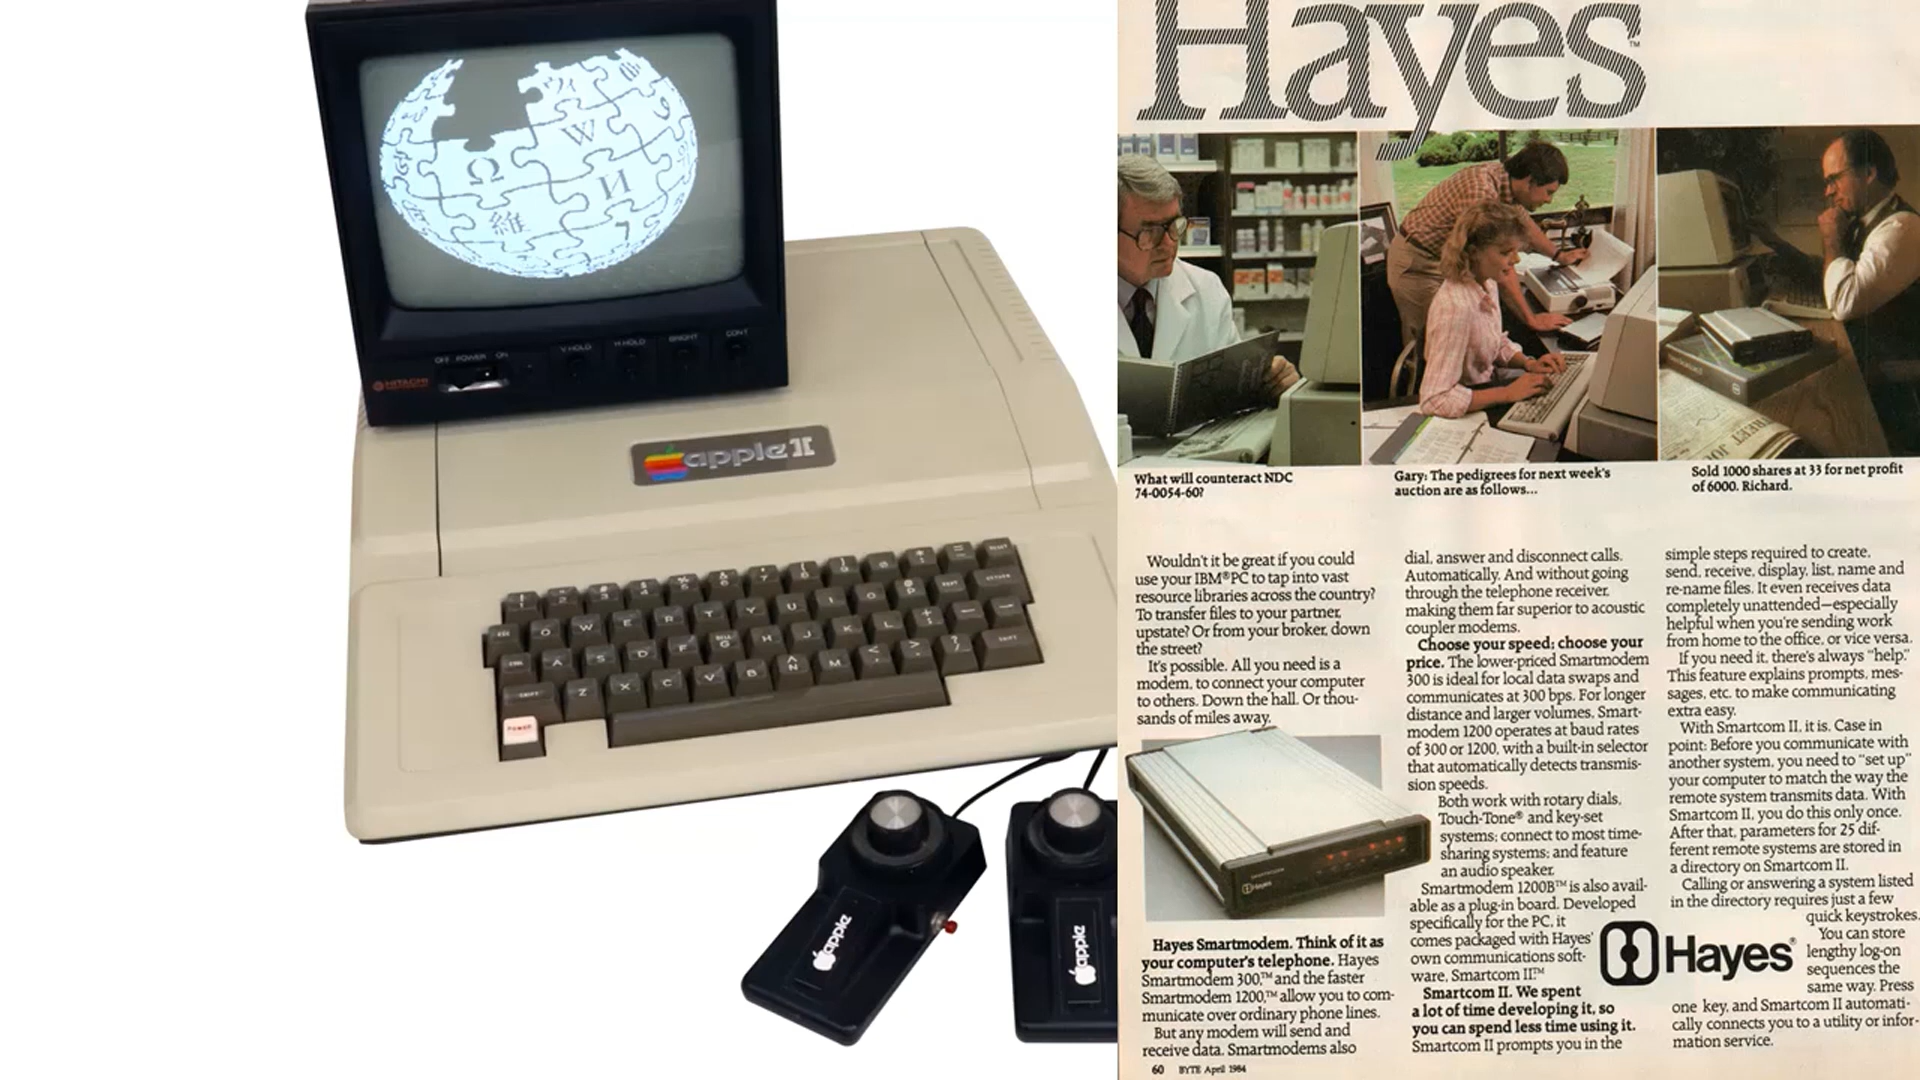 Ω
W
И
維
7
OFF POWER ON
V HOLD
H HOLD
BRIGHT
CONT
HITACHI
apple II
RESET
ESC Q W E R T Y U I O P REPT RETURN
CTRL A S D F G H J K L
SHIFT Z X C V B N M SHIFT
POWER
apple
apple
Hayes™
What will counteract NDC
74-0054-60?
Gary: The pedigrees for next week's
auction are as follows...
Sold 1000 shares at 33 for net profit
of 6000. Richard.
Wouldn't it be great if you could
use your IBM® PC to tap into vast
resource libraries across the country?
To transfer files to your partner,
upstate? Or from your broker, down
the street?
It's possible. All you need is a
modem, to connect your computer
to others. Down the hall. Or thou-
sands of miles away.
Hayes
Hayes Smartmodem. Think of it as
your computer's telephone. Hayes
Smartmodem 300,™ and the faster
Smartmodem 1200,™ allow you to com-
municate over ordinary phone lines.
But any modem will send and
receive data. Smartmodems also
dial, answer and disconnect calls.
Automatically. And without going
through the telephone receiver,
making them far superior to acoustic
coupler modems.
Choose your speed; choose your
price. The lower-priced Smartmodem
300 is ideal for local data swaps and
communicates at 300 bps. For longer
distance and larger volumes, Smart-
modem 1200 operates at baud rates
of 300 or 1200, with a built-in selector
that automatically detects transmis-
sion speeds.
Both work with rotary dials,
Touch-Tone® and key-set
systems; connect to most time-
sharing systems; and feature
an audio speaker.
Smartmodem 1200B™ is also avail-
able as a plug-in board. Developed
specifically for the PC, it
comes packaged with Hayes'
own communications soft-
ware, Smartcom II.™
Smartcom II. We spent
a lot of time developing it, so
you can spend less time using it.
Smartcom II prompts you in the
simple steps required to create,
send, receive, display, list, name and
re-name files. It even receives data
completely unattended—especially
helpful when you're sending work
from home to the office, or vice versa.
If you need it, there's always "help."
This feature explains prompts, mes-
sages, etc. to make communicating
extra easy.
With Smartcom II, it is. Case in
point: Before you communicate with
another system, you need to "set up"
your computer to match the way the
remote system transmits data. With
Smartcom II, you do this only once.
After that, parameters for 25 dif-
ferent remote systems are stored in
a directory on Smartcom II.
Calling or answering a system listed
in the directory requires just a few
quick keystrokes.
You can store
lengthy log-on
sequences the
same way. Press
one key, and Smartcom II automati-
cally connects you to a utility or infor-
mation service.
Hayes®
60 BYTE April 1984